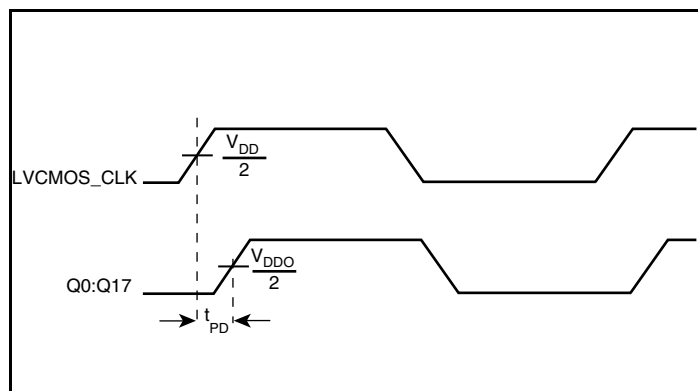 V_DD
2
LVCMOS_CLK
V_DDO
2
Q0:Q17
t_PD